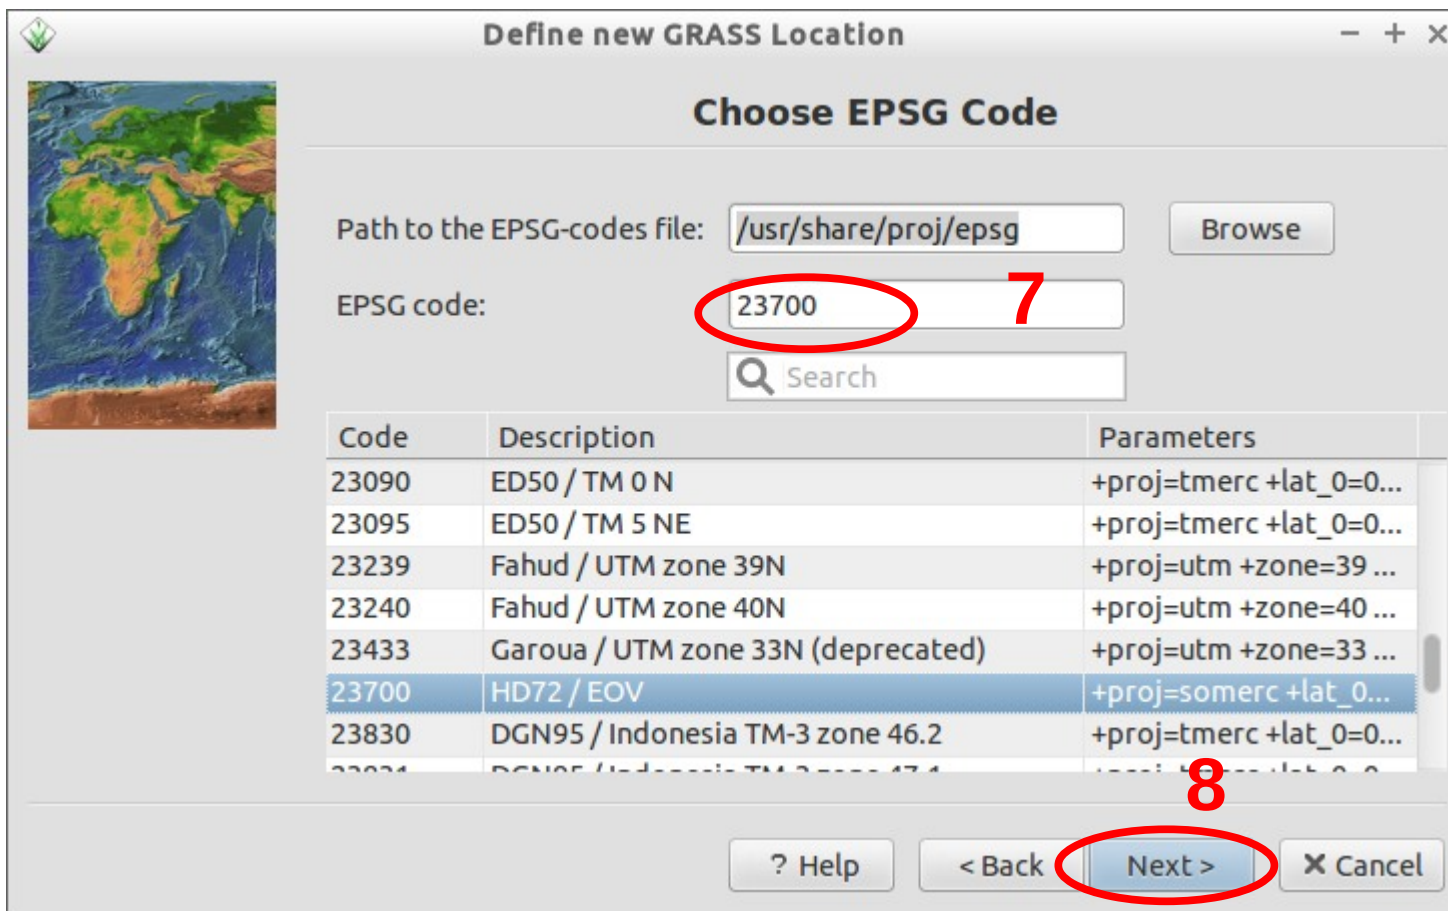 Define new GRASS Location
Choose EPSG Code
Path to the EPSG-codes file: /usr/share/proj/epsg Browse
EPSG code: 23700 7
Search
Code Description Parameters
23090 ED50 / TM 0 N +proj=tmerc +lat_0=0...
23095 ED50 / TM 5 NE +proj=tmerc +lat_0=0...
23239 Fahud / UTM zone 39N +proj=utm +zone=39 ...
23240 Fahud / UTM zone 40N +proj=utm +zone=40 ...
23433 Garoua / UTM zone 33N (deprecated) +proj=utm +zone=33 ...
23700 HD72 / EOV +proj=somerc +lat_0...
23830 DGN95 / Indonesia TM-3 zone 46.2 +proj=tmerc +lat_0=0...
8
? Help < Back Next > Cancel